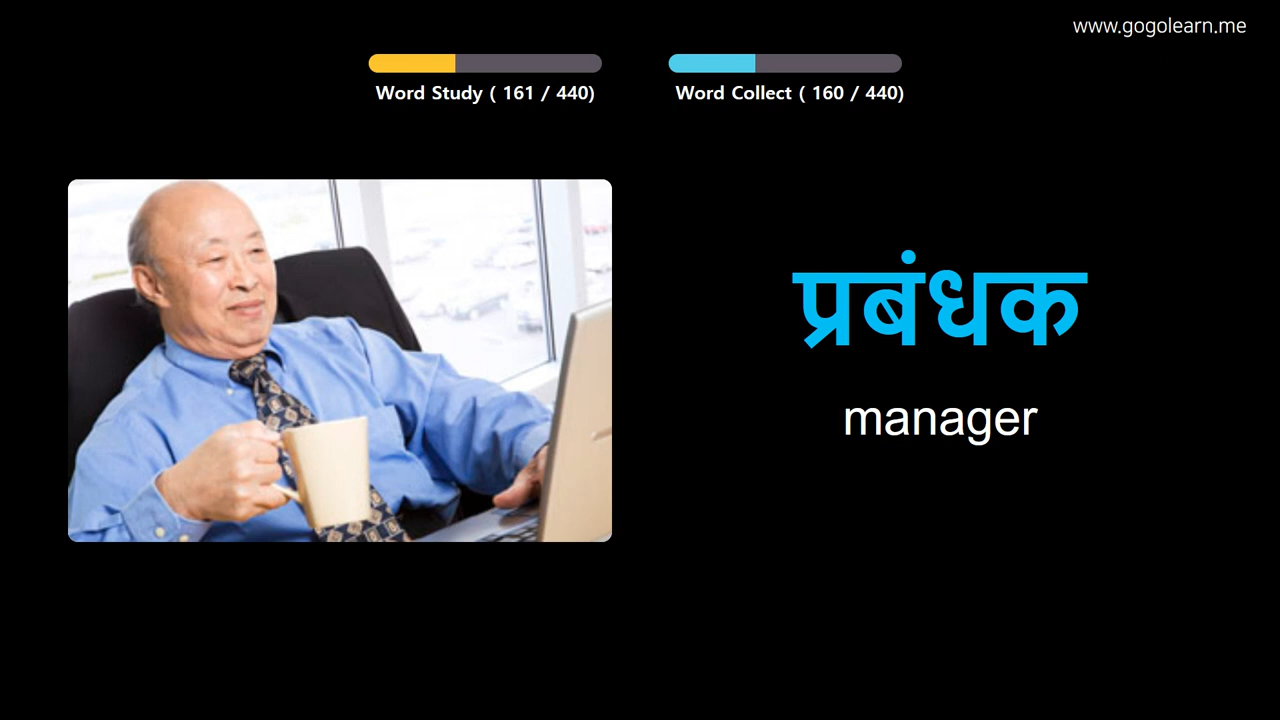 www.gogolearn.me
Word Study ( 161 / 440)
Word Collect ( 160 / 440)
प्रबंधक
manager